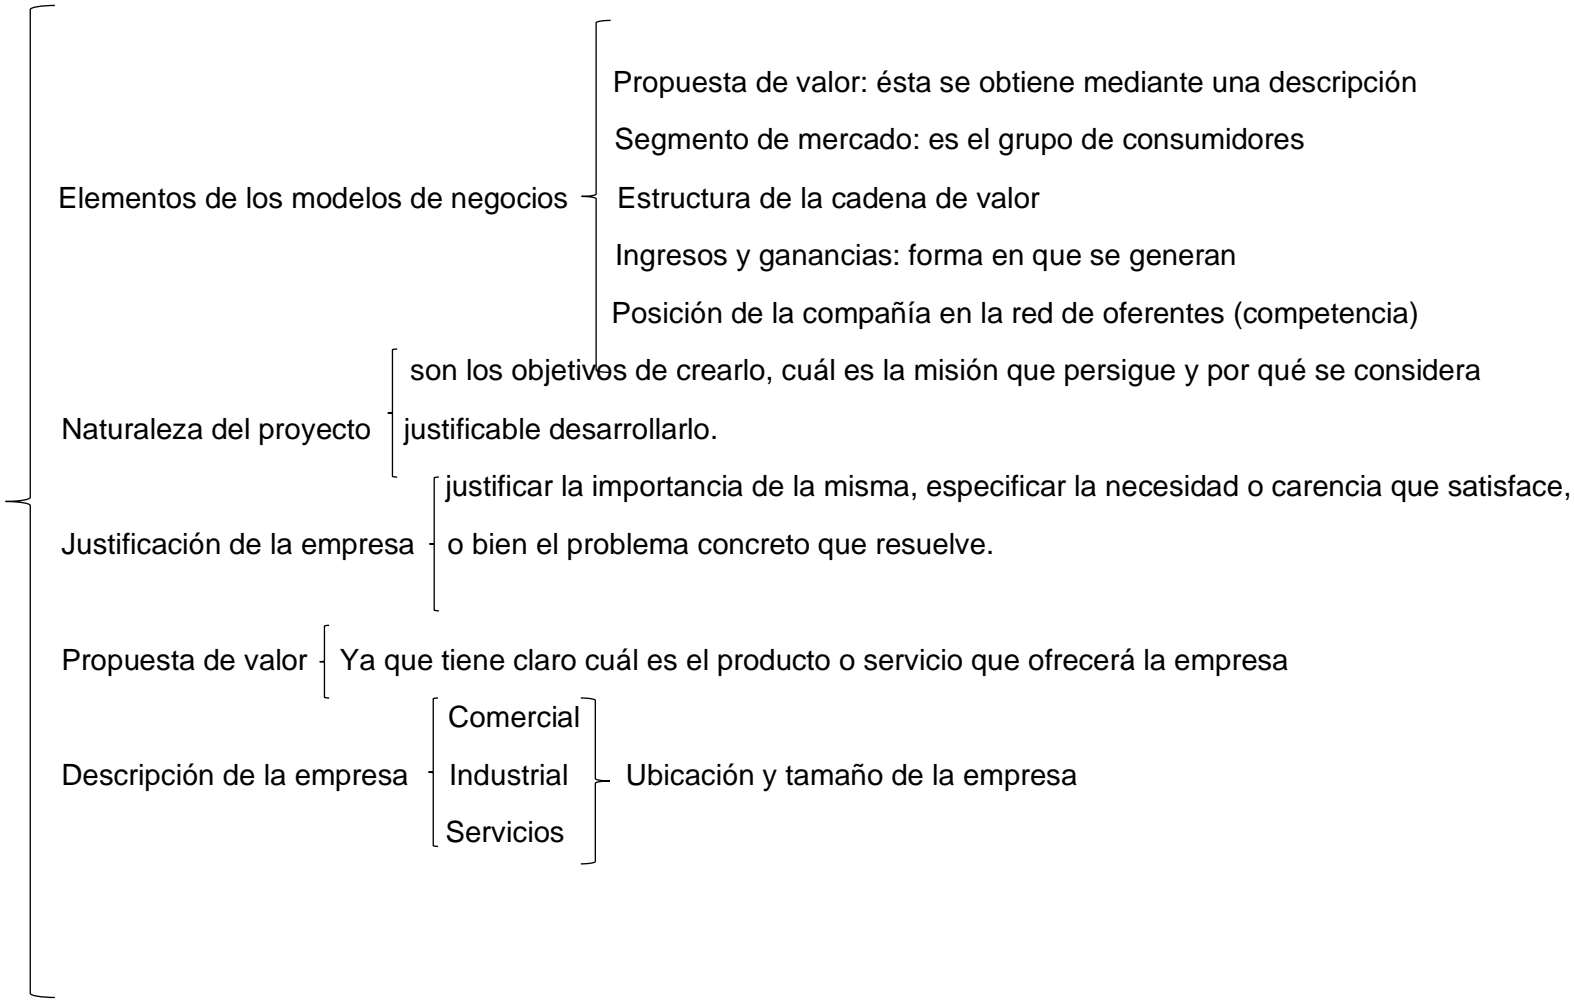 Propuesta de valor: ésta se obtiene mediante una descripción
Segmento de mercado: es el grupo de consumidores
Elementos de los modelos de negocios
Estructura de la cadena de valor
Ingresos y ganancias: forma en que se generan
Posición de la compañía en la red de oferentes (competencia)
son los objetivos de crearlo, cuál es la misión que persigue y por qué se considera
Naturaleza del proyecto
justificable desarrollarlo.
justificar la importancia de la misma, especificar la necesidad o carencia que satisface,
Justificación de la empresa
o bien el problema concreto que resuelve.
Propuesta de valor
Ya que tiene claro cuál es el producto o servicio que ofrecerá la empresa
Comercial
Descripción de la empresa
Industrial
Ubicación y tamaño de la empresa
Servicios